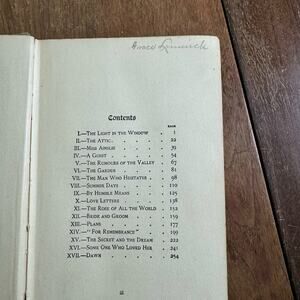 Grace
Contents
PAGE
I.—THE LIGHT IN THE WINDOW . . 1
II.—THE ATTIC . . . . . 22
III.—MISS AINSLIE . . . . 39
IV.—A GUEST . . . . . 54
V.—THE RUMOURS OF THE VALLEY . 67
VI.—THE GARDEN . . . . 81
VII.—THE MAN WHO HESITATES . . 98
VIII.—SUMMER DAYS . . . . 110
IX.—BY HUMBLE MEANS . . . 125
X.—LOVE LETTERS . . . . 138
XI.—THE ROSE OF ALL THE WORLD . 152
XII.—BRIDE AND GROOM . . . 159
XIII.—PLANS . . . . . 177
XIV.—"FOR REMEMBRANCE" . . . 199
XV.—THE SECRET AND THE DREAM . 222
XVI.—SOME ONE WHO LOVED HER . 241
XVII.—DAWN . . . . . 254
iii